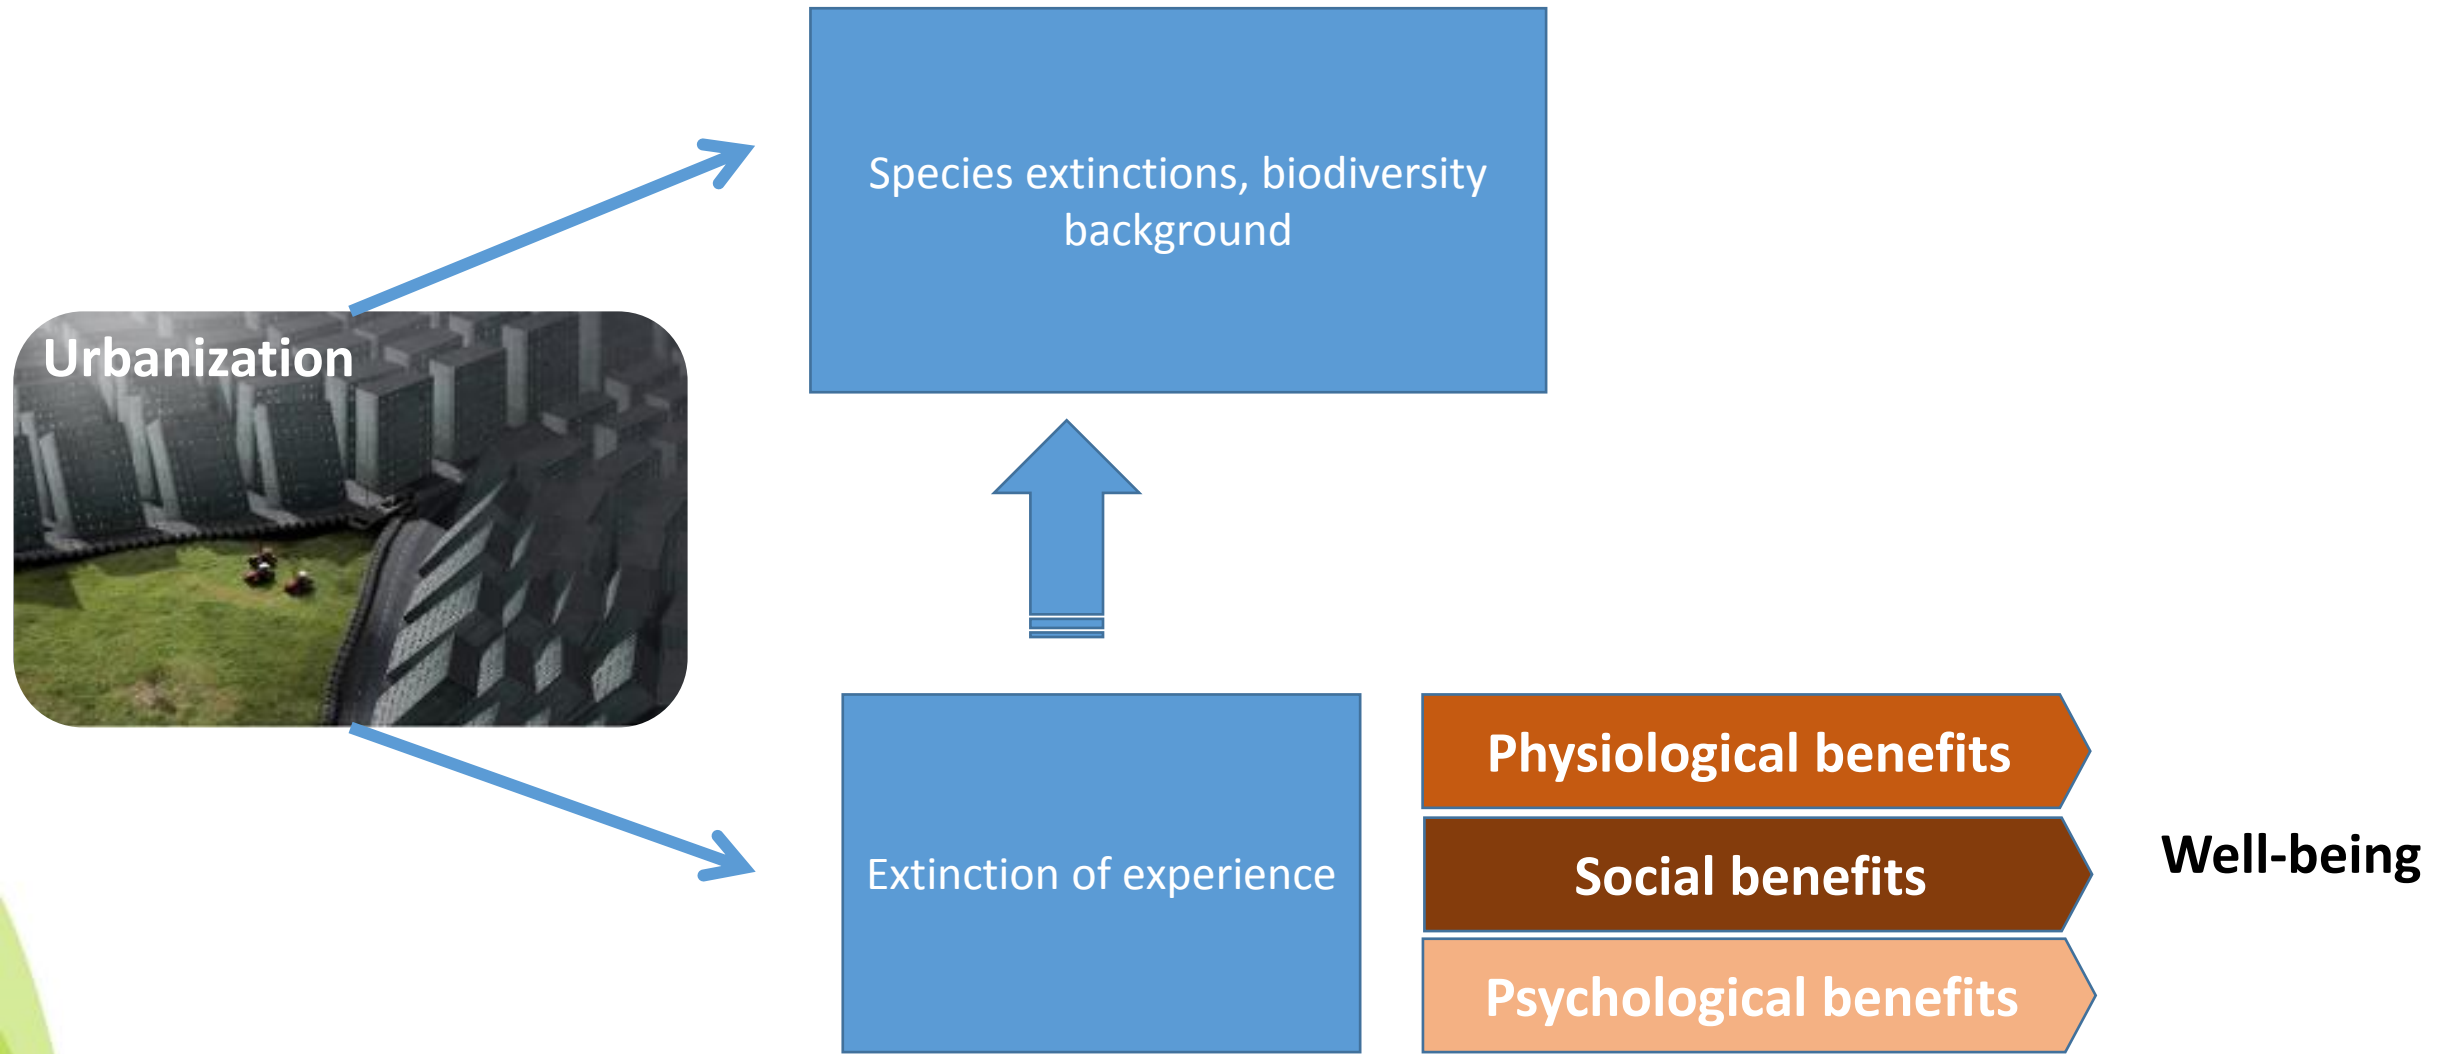 Species extinctions, biodiversity
background
Urbanization
Extinction of experience
Physiological benefits
Social benefits
Psychological benefits
Well-being